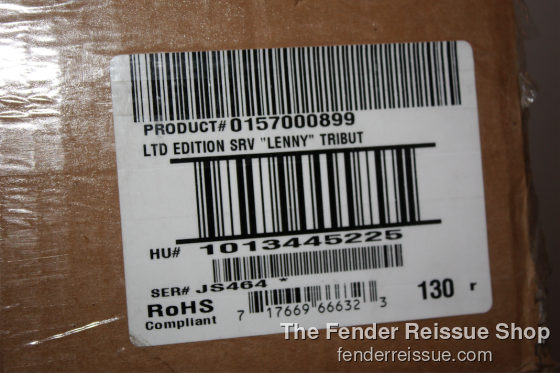 PRODUCT# 0157000899
LTD EDITION SRV "LENNY" TRIBUT
HU# 1013445225
SER# JS464 *
RoHS
Compliant
7 17669 66632 3
130 r
The Fender Reissue Shop
fenderreissue.com